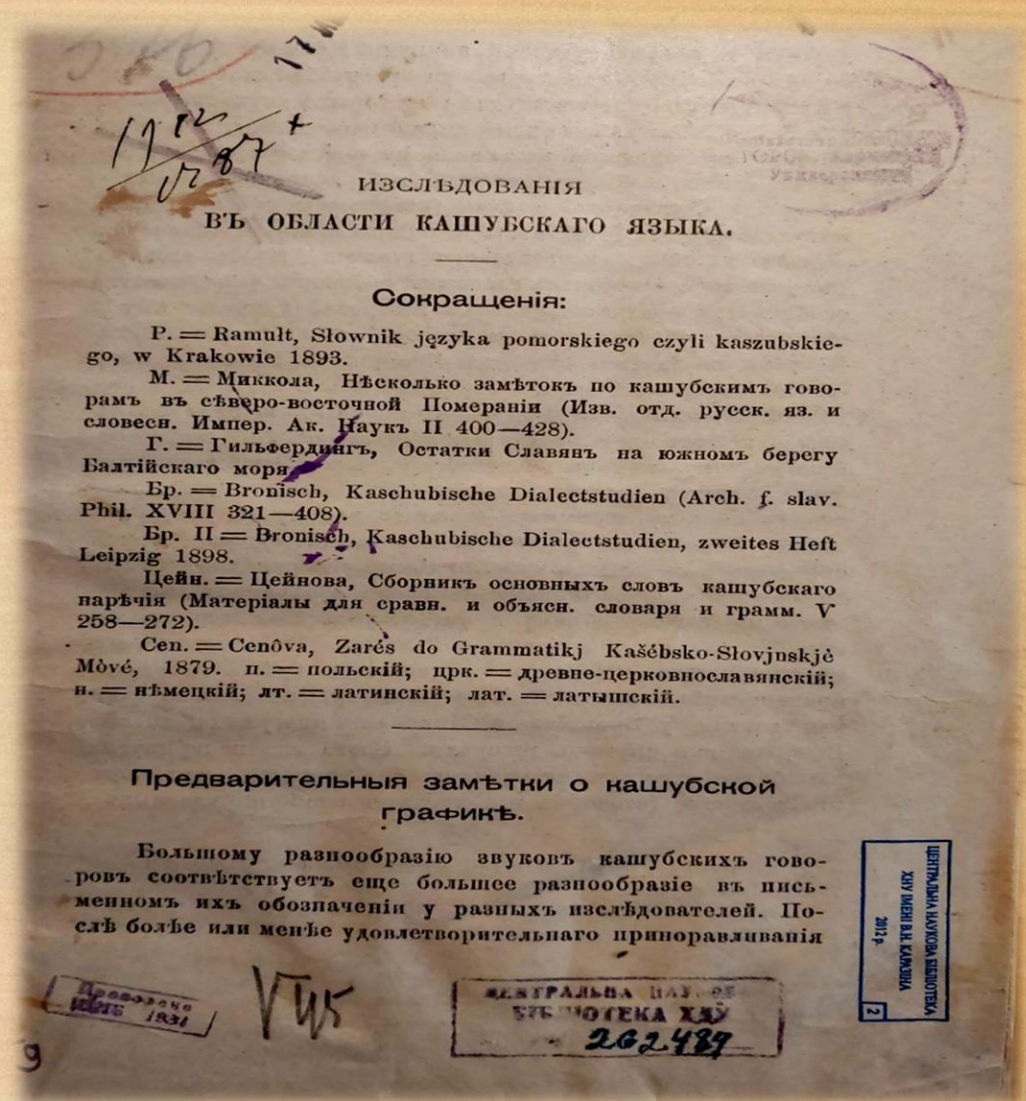 ИЗСЛѢДОВАНІЯ
ВЪ ОБЛАСТИ КАШУБСКАГО ЯЗЫКА.
Сокращенія:
Р. = Ramułt, Słownik języka pomorskiego czyli kaszubskie-
go, w Krakowie 1893.
М. = Миккола, Нѣсколько замѣтокъ по кашубскимъ гово-
рамъ въ сѣверо-восточной Помераніи (Изв. отд. русск. яз. и
словесн. Импер. Ак. Наукъ II 400—428).
Г. = Гильфердингъ, Остатки Славянъ на южномъ берегу
Балтійскаго моря
Бр. = Bronisch, Kaschubische Dialectstudien (Arch. f. slav.
Phil. XVIII 321—408).
Бр. II = Bronisch, Kaschubische Dialectstudien, zweites Heft
Leipzig 1898.
Цейн. = Цейнова, Сборникъ основныхъ словъ кашубскаго
нарѣчія (Матеріалы для сравн. и объясн. словаря и грамм. V
258—272).
Cen. = Cenôva, Zarés do Grammatikj Kašébsko-Słovjnskjè
Mòvé, 1879. п. = польскій; црк. = древне-церковнославянскій;
н. = нѣмецкій; лт. = латинскій; лат. = латышскій.
Предварительныя замѣтки о кашубской
графикѣ.
Большому разнообразію звуковъ кашубскихъ гово-
ровъ соотвѣтствуетъ еще большее разнообразіе въ пись-
менномъ ихъ обозначеніи у разныхъ изслѣдователей. По-
слѣ болѣе или менѣе удовлетворительнаго приноравливанія
ЦЕНТРАЛЬНА НАУКОВА БІБЛІОТЕКА
ХНУ ІМЕНІ В.Н. КАРАЗІНА
2012 р.
2
1931
ЦЕНТРАЛЬНА
БІБЛІОТЕКА ХДУ
262489